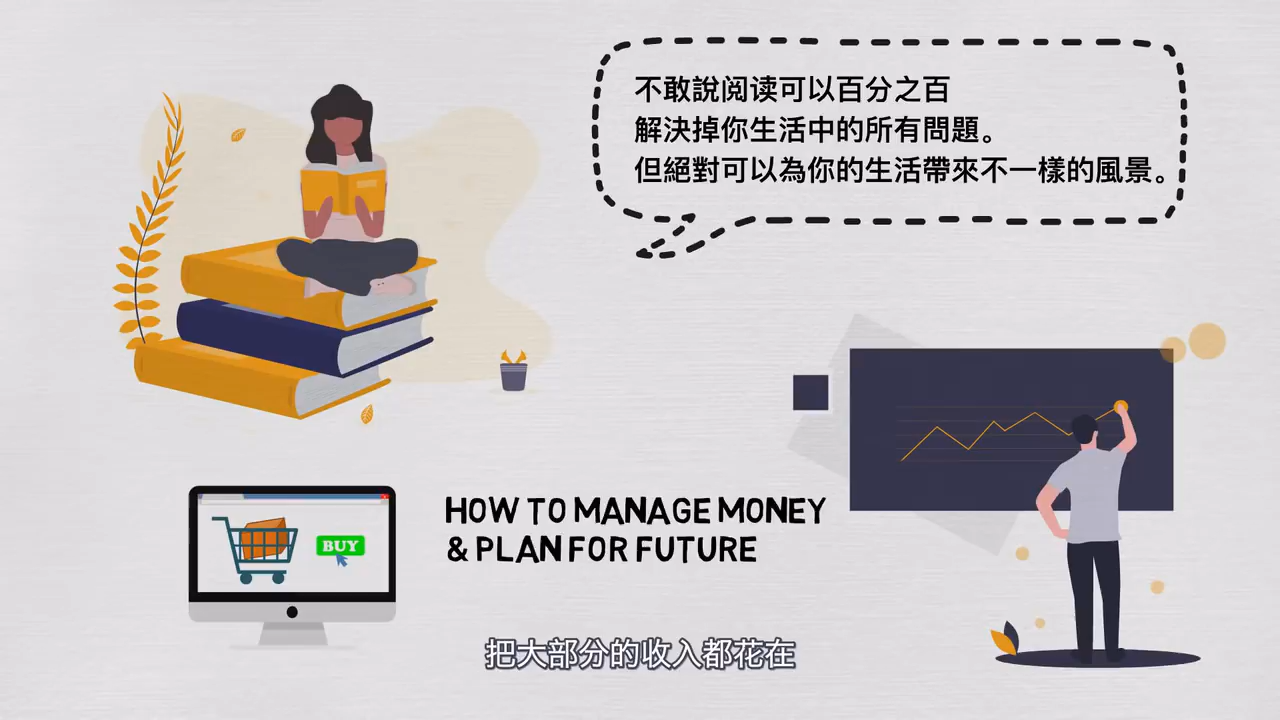 不敢說阅读可以百分之百
解決掉你生活中的所有問題。
但絕對可以為你的生活帶來不一樣的風景。
HOW TO MANAGE MONEY
& PLAN FOR FUTURE
BUY
把大部分的收入都花在